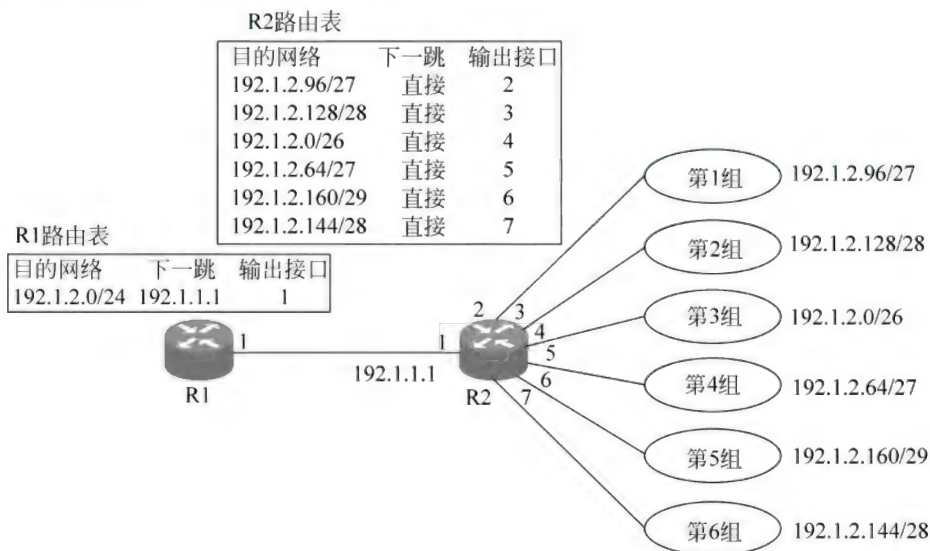 R2路由表
目的网络 下一跳 输出接口
192.1.2.96/27 直接 2
192.1.2.128/28 直接 3
192.1.2.0/26 直接 4
192.1.2.64/27 直接 5
192.1.2.160/29 直接 6
192.1.2.144/28 直接 7
R1路由表
目的网络 下一跳 输出接口
192.1.2.0/24 192.1.1.1 1
第1组 192.1.2.96/27
第2组 192.1.2.128/28
第3组 192.1.2.0/26
第4组 192.1.2.64/27
第5组 192.1.2.160/29
第6组 192.1.2.144/28
1
R1
192.1.1.1
1
R2
2
3
4
5
6
7